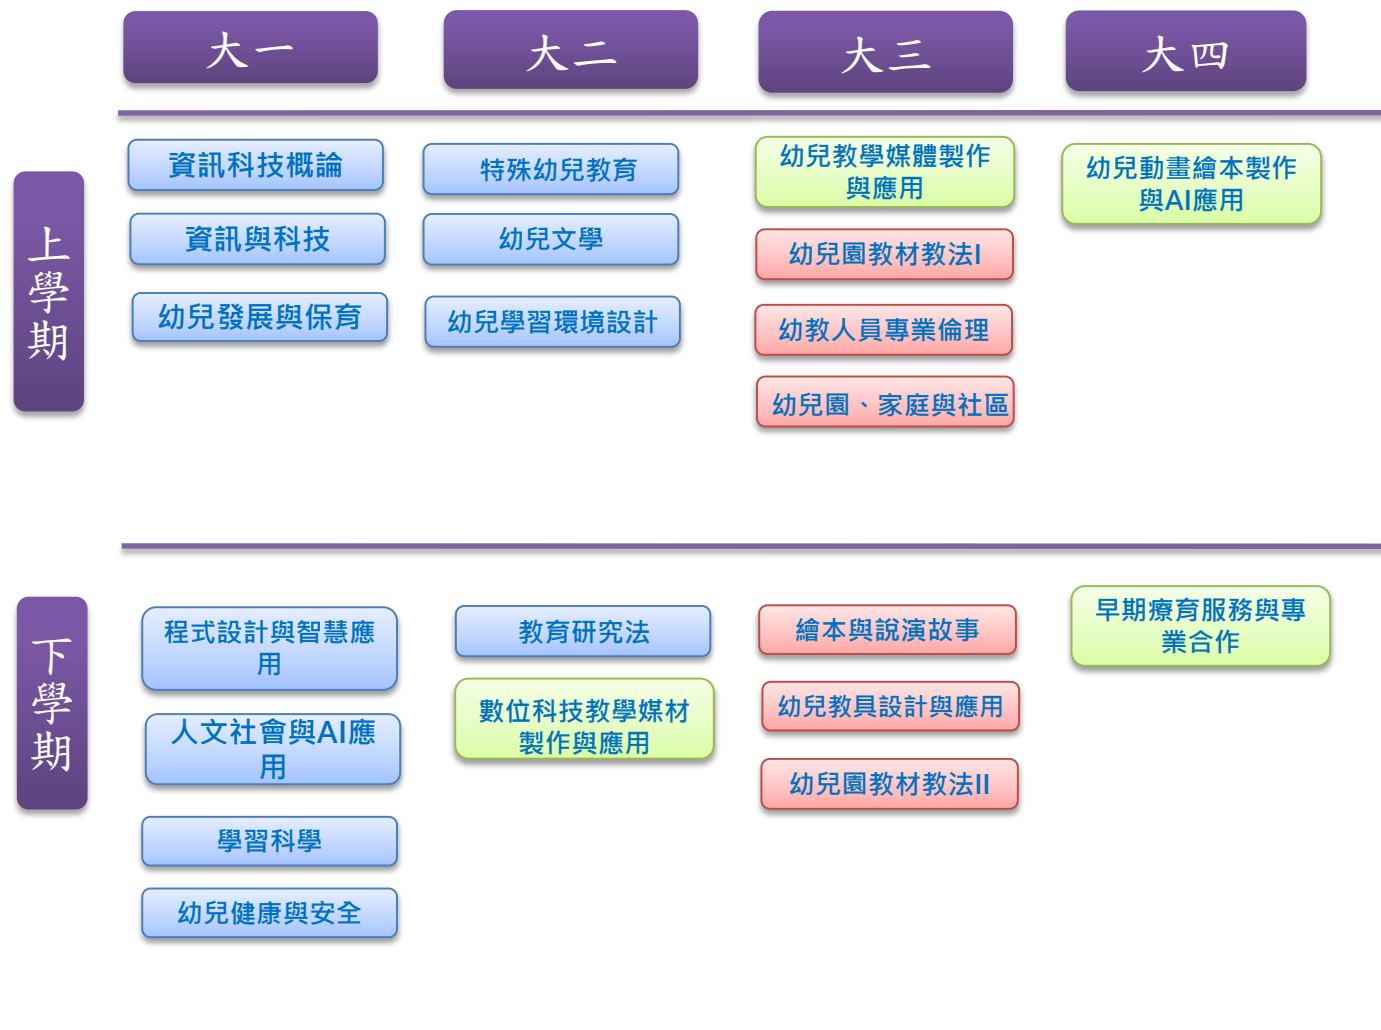 大一
大二
大三
大四
上學期
資訊科技概論
資訊與科技
幼兒發展與保育
特殊幼兒教育
幼兒文學
幼兒學習環境設計
幼兒教學媒體製作
與應用
幼兒園教材教法I
幼教人員專業倫理
幼兒園、家庭與社區
幼兒動畫繪本製作
與AI應用
下學期
程式設計與智慧應
用
人文社會與AI應
用
學習科學
幼兒健康與安全
教育研究法
數位科技教學媒材
製作與應用
繪本與說演故事
幼兒教具設計與應用
幼兒園教材教法II
早期療育服務與專
業合作